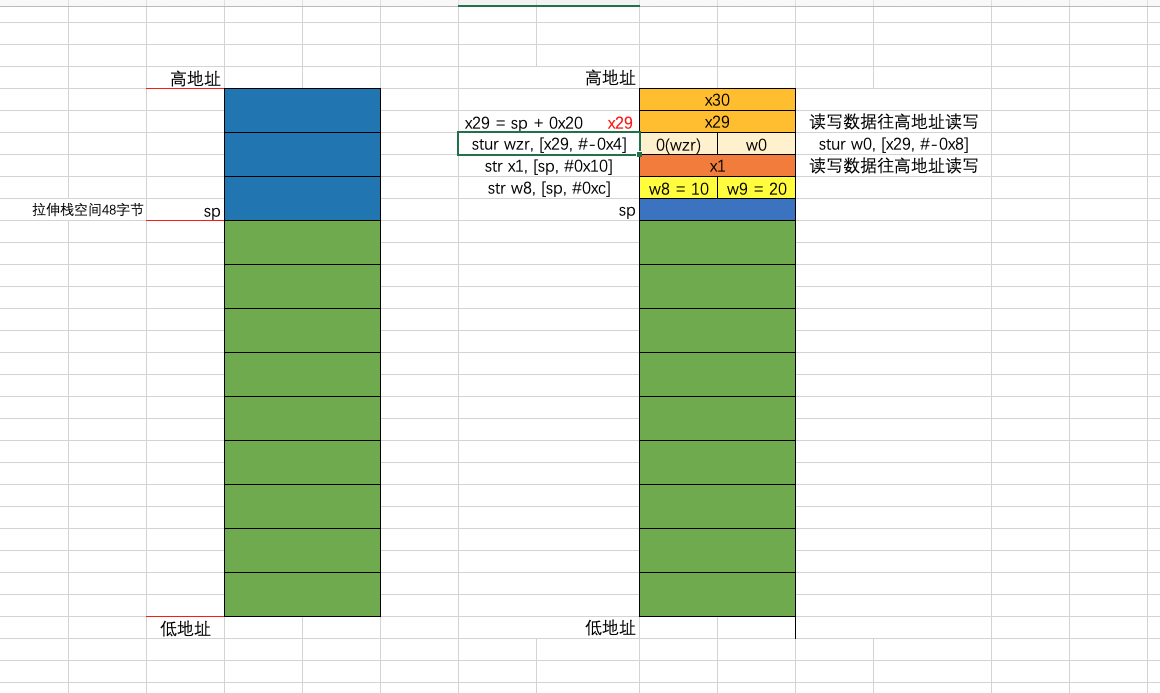 高地址 高地址
x30
x29 = sp + 0x20 x29 x29 读写数据往高地址读写
stur wzr, [x29, #-0x4] 0(wzr) w0 stur w0, [x29, #-0x8]
str x1, [sp, #0x10] x1 读写数据往高地址读写
str w8, [sp, #0xc] w8 = 10 w9 = 20
拉伸栈空间48字节 sp sp
低地址 低地址